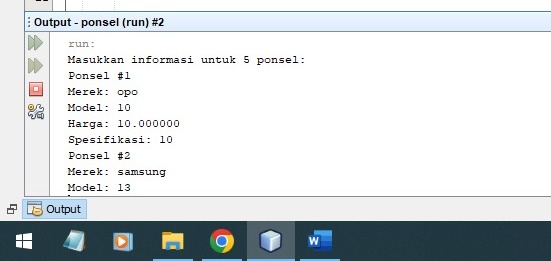 Output - ponsel (run) #2
run:
Masukkan informasi untuk 5 ponsel:
Ponsel #1
Merek: opo
Model: 10
Harga: 10.000000
Spesifikasi: 10
Ponsel #2
Merek: samsung
Model: 13
Output
W